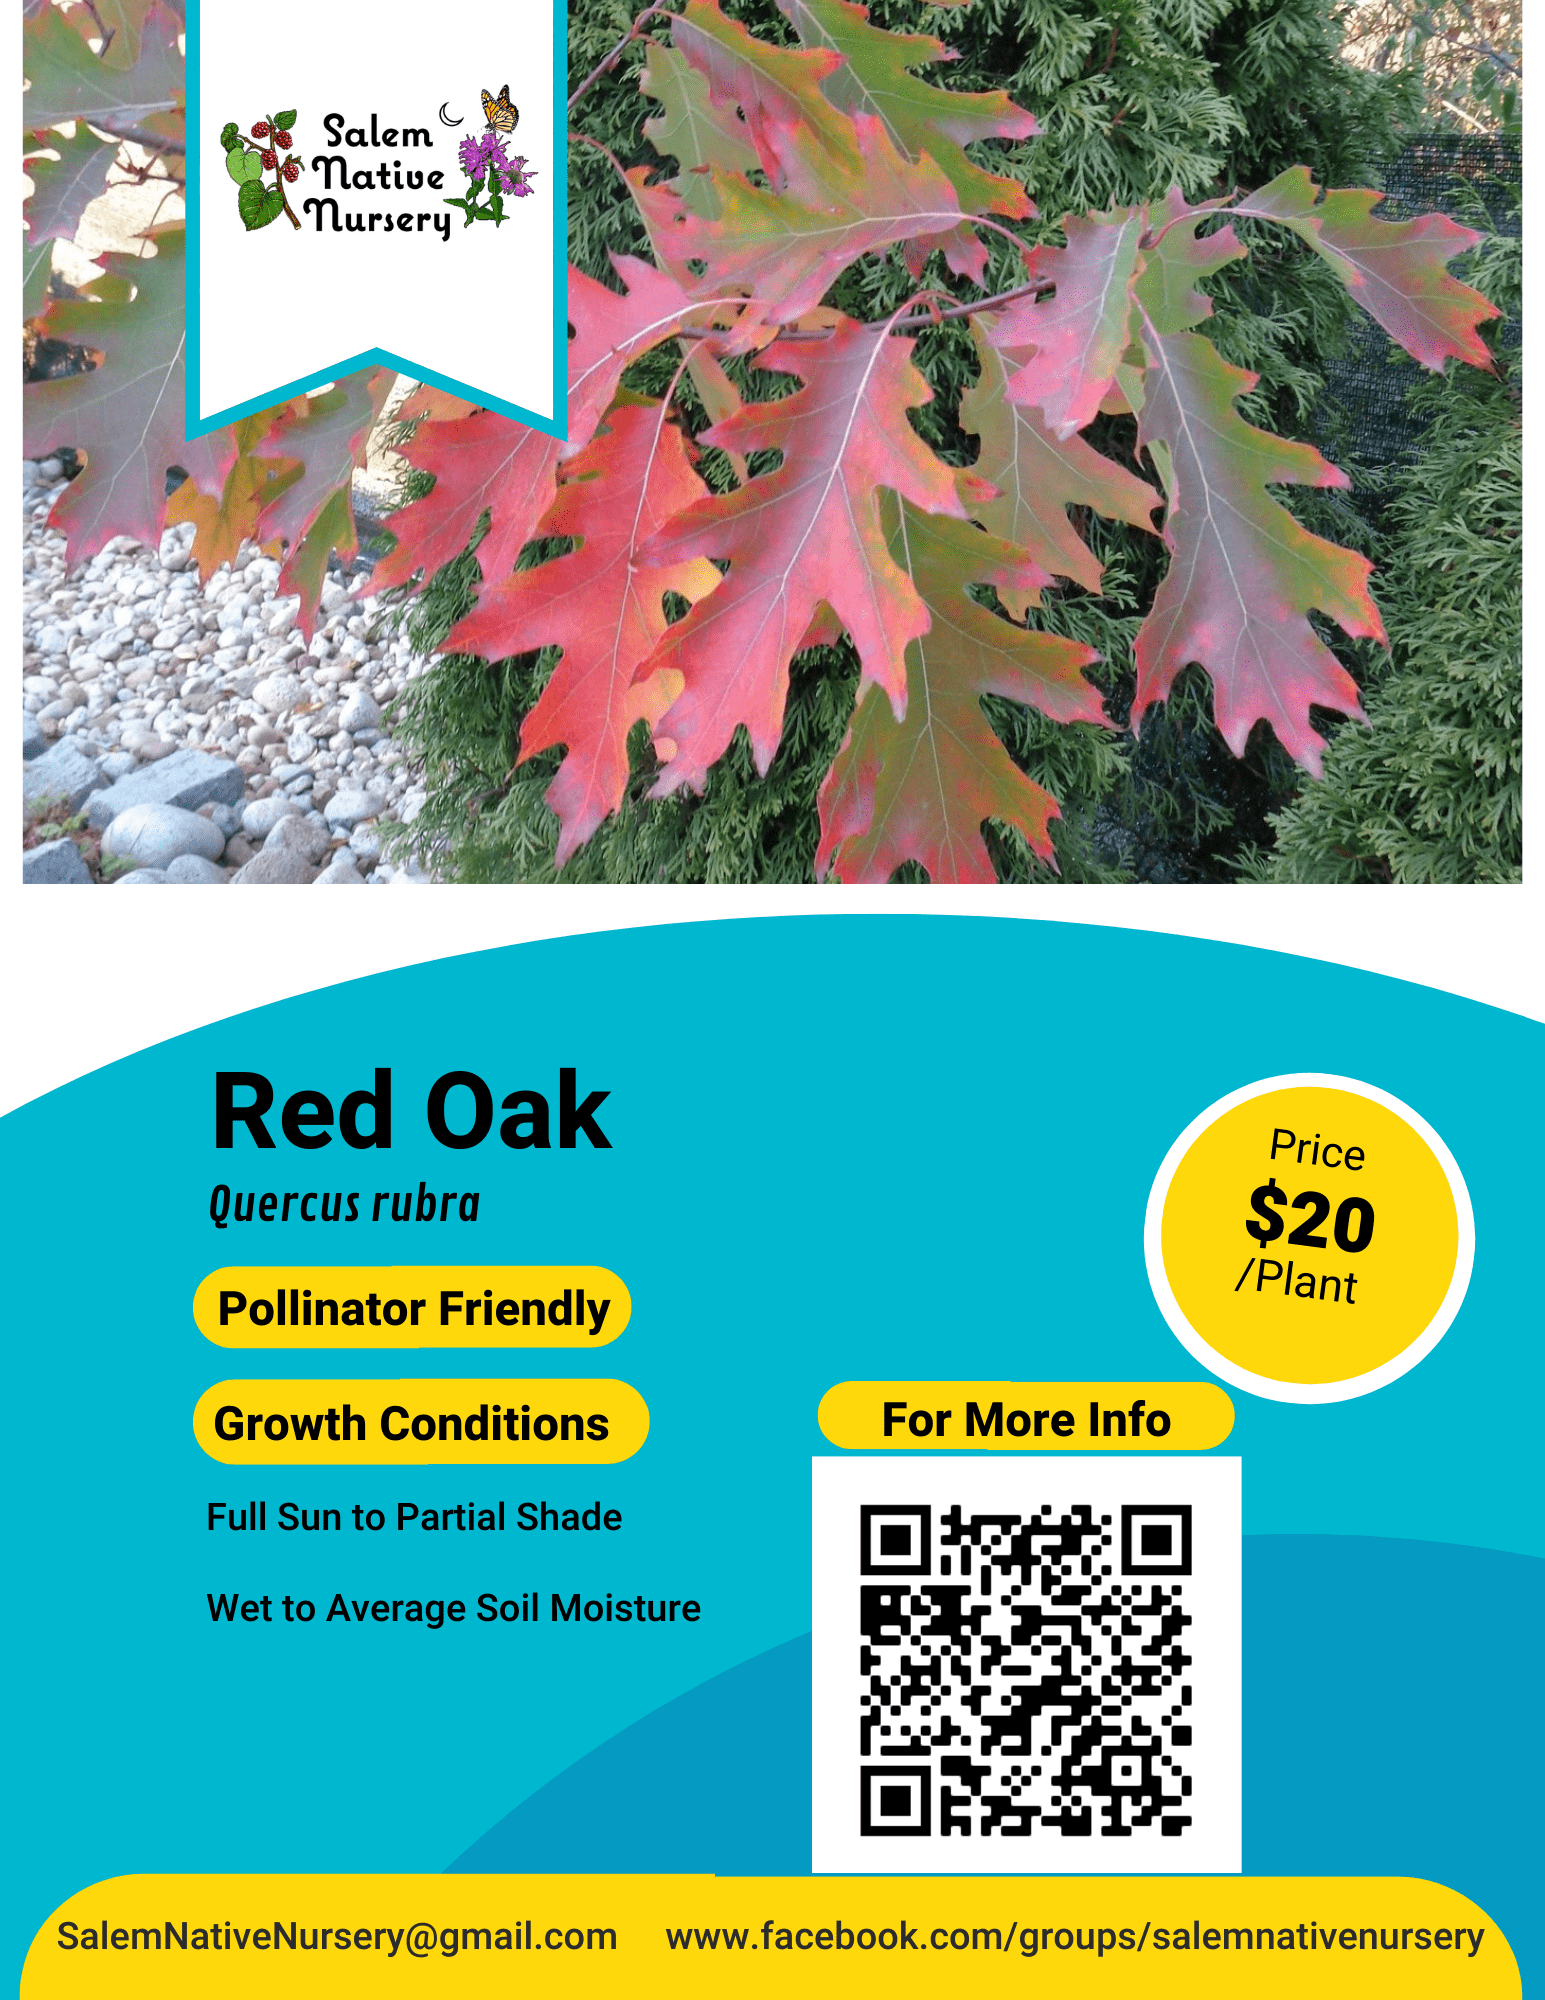 Salem
Native
Nursery
Red Oak
Quercus rubra
Price
$20
/Plant
Pollinator Friendly
Growth Conditions
Full Sun to Partial Shade
Wet to Average Soil Moisture
For More Info
SalemNativeNursery@gmail.com www.facebook.com/groups/salemnativenursery